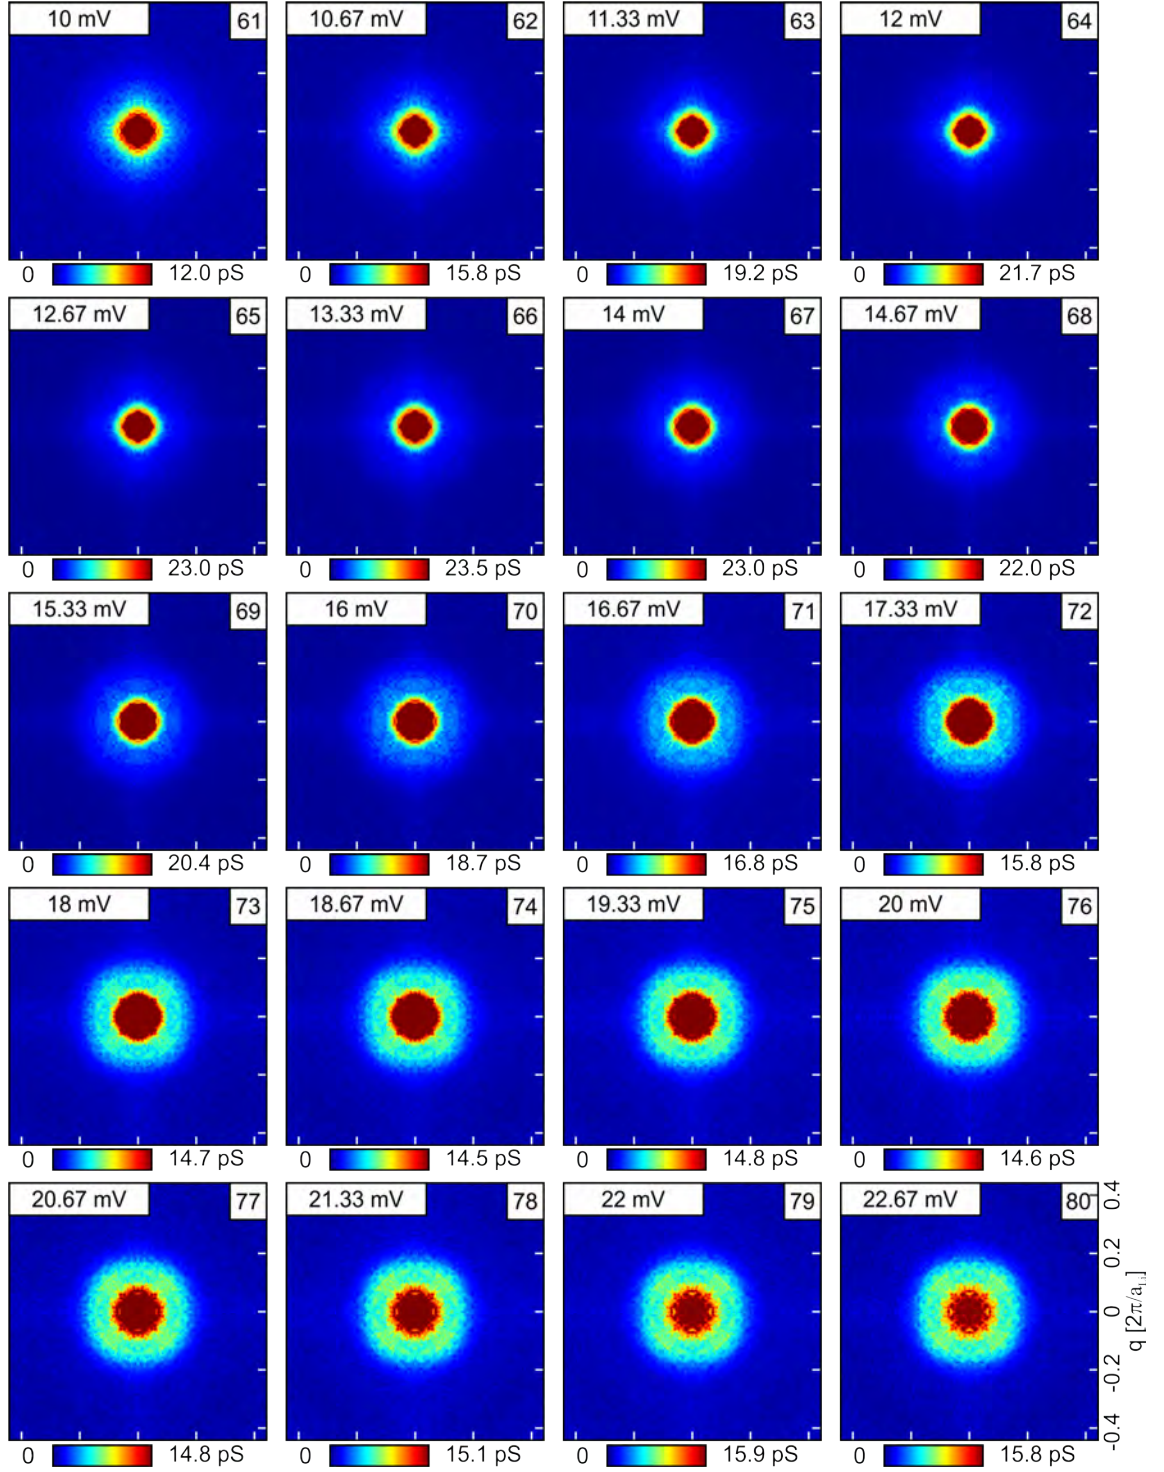 10 mV 61 10.67 mV 62 11.33 mV 63 12 mV 64
0 12.0 pS 0 15.8 pS 0 19.2 pS 0 21.7 pS
12.67 mV 65 13.33 mV 66 14 mV 67 14.67 mV 68
0 23.0 pS 0 23.5 pS 0 23.0 pS 0 22.0 pS
15.33 mV 69 16 mV 70 16.67 mV 71 17.33 mV 72
0 20.4 pS 0 18.7 pS 0 16.8 pS 0 15.8 pS
18 mV 73 18.67 mV 74 19.33 mV 75 20 mV 76
0 14.7 pS 0 14.5 pS 0 14.8 pS 0 14.6 pS
20.67 mV 77 21.33 mV 78 22 mV 79 22.67 mV 80
0 14.8 pS 0 15.1 pS 0 15.9 pS 0 15.8 pS
-0.4 -0.2 0 0.2 0.4
q [2π/a